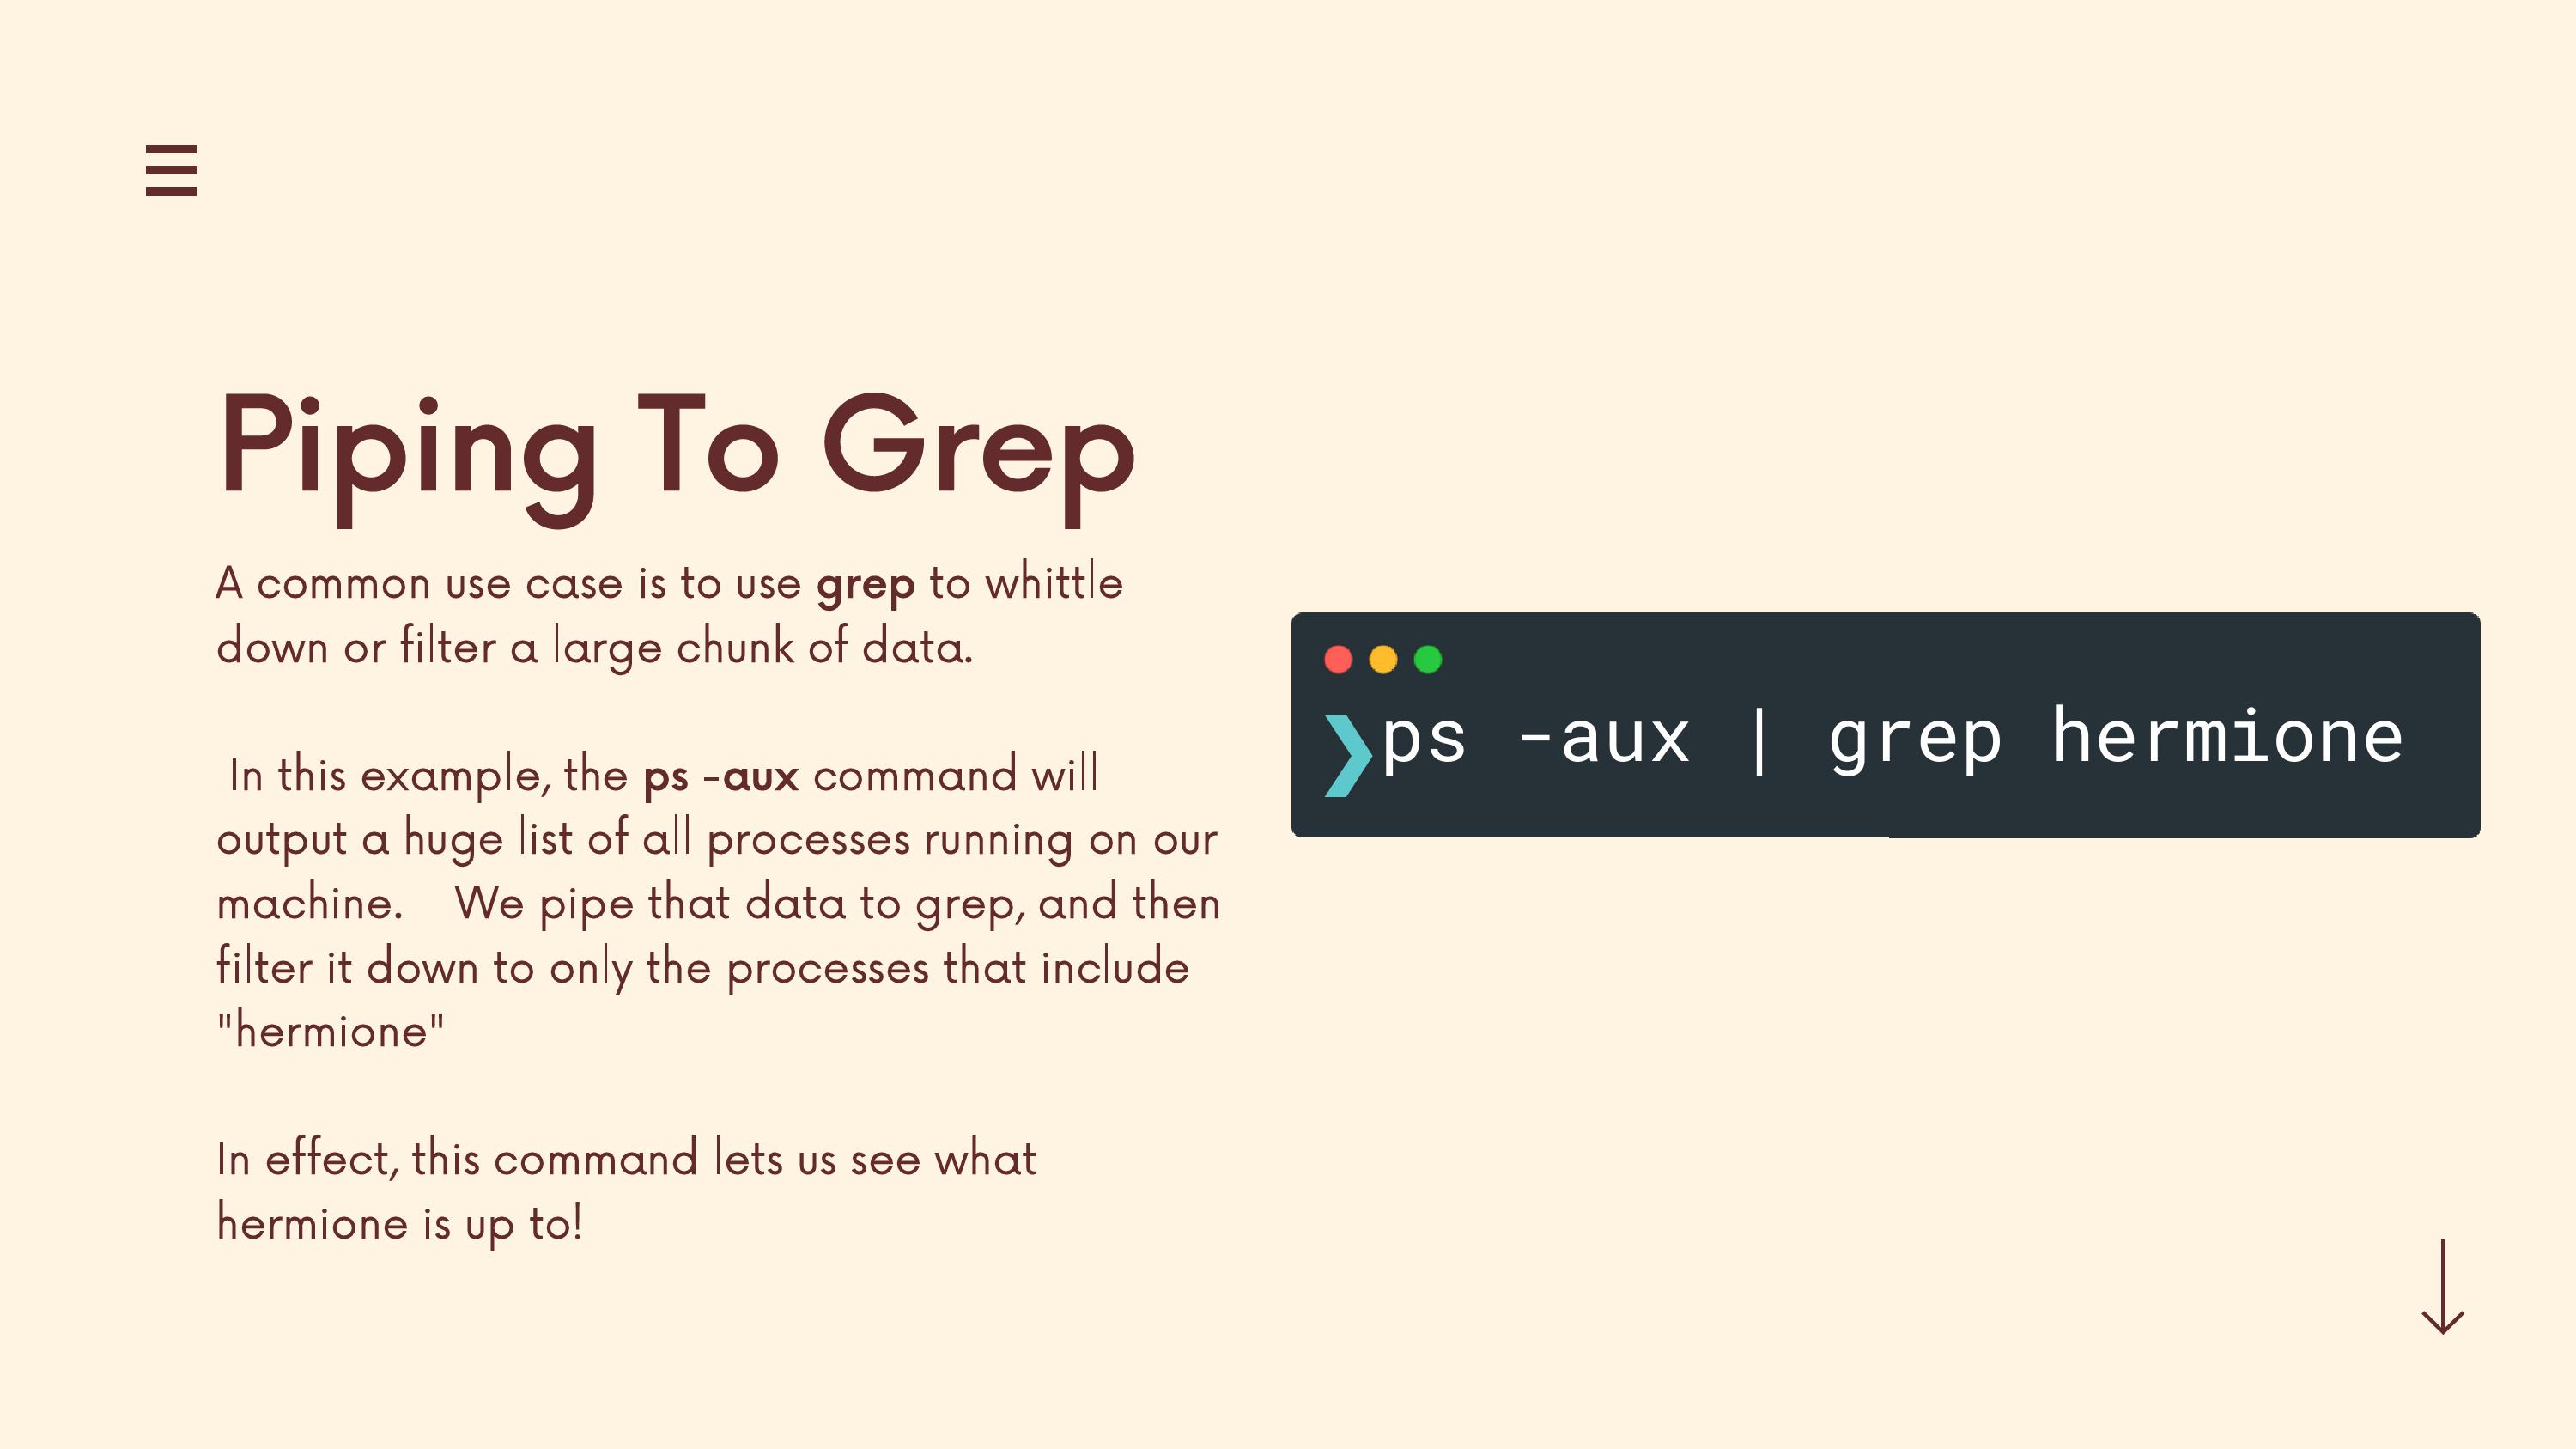 Piping To Grep
A common use case is to use grep to whittle
down or filter a large chunk of data.
In this example, the ps -aux command will
output a huge list of all processes running on our
machine.    We pipe that data to grep, and then
filter it down to only the processes that include
"hermione"
In effect, this command lets us see what
hermione is up to!
❯ps -aux | grep hermione